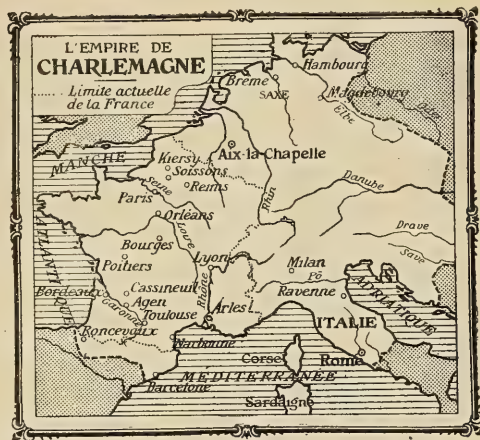 L'EMPIRE DE
CHARLEMAGNE
Limite actuelle
de la France
Hambourg
Brême
SAXE
Magdebourg
Elbe
Oder
MANCHE
Kiersy
Soissons
Reims
Aix-la-Chapelle
Seine
Paris
Rhin
Danube
Orléans
Loire
Bourges
Poitiers
ATLANTIQUE
Lyon
Milan
Pô
Drave
Save
Bordeaux
Cassineuil
Agen
Garonne
Toulouse
Rhône
Arles
Ravenne
ADRIATIQUE
ITALIE
Roncevaux
Narbonne
Corse
Rome
MÉDITERRANÉE
Barcelone
Sardaigne